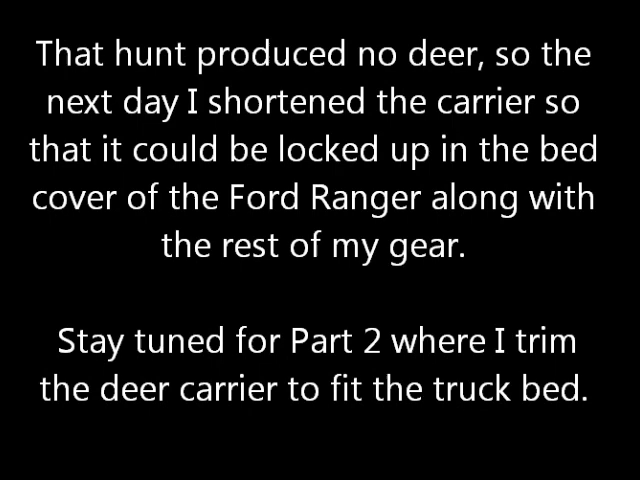 That hunt produced no deer, so the
next day I shortened the carrier so
that it could be locked up in the bed
cover of the Ford Ranger along with
the rest of my gear.
Stay tuned for Part 2 where I trim
the deer carrier to fit the truck bed.